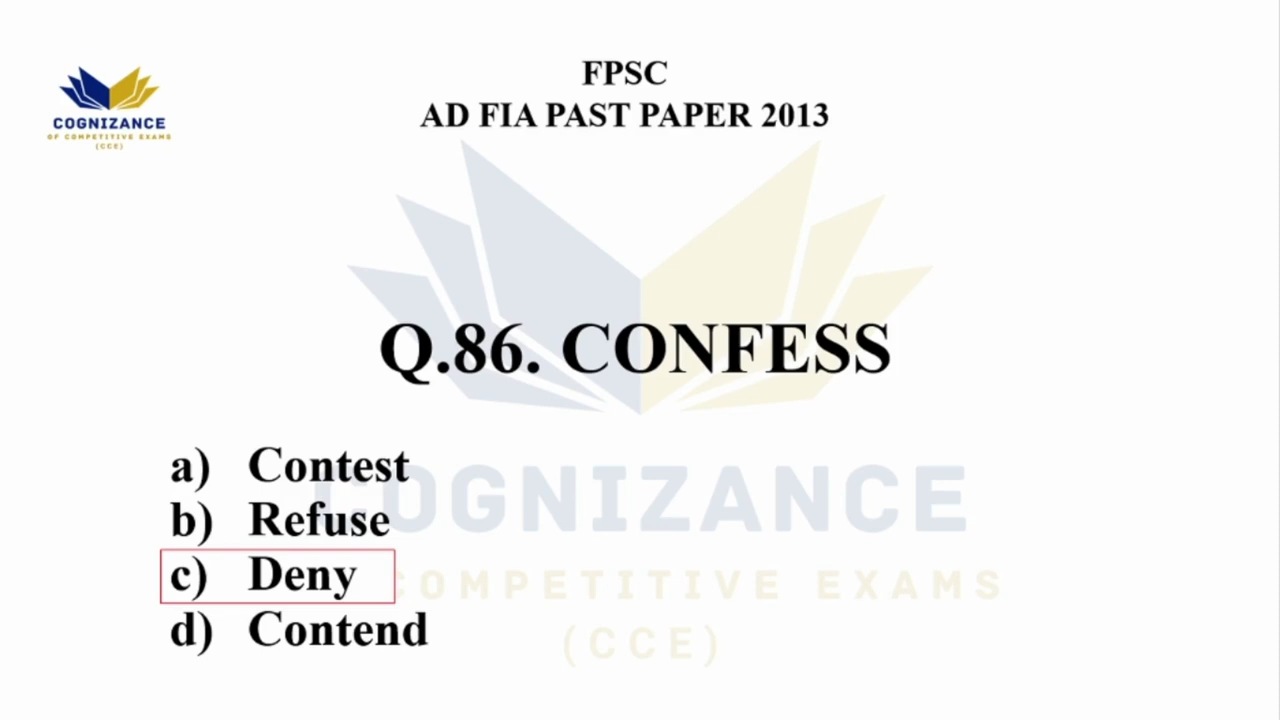 COGNIZANCE
OF COMPETITIVE EXAMS
(CCE)
FPSC
AD FIA PAST PAPER 2013
Q.86. CONFESS
a) Contest
b) Refuse
c) Deny
d) Contend
COGNIZANCE
COMPETITIVE EXAMS
(CCE)